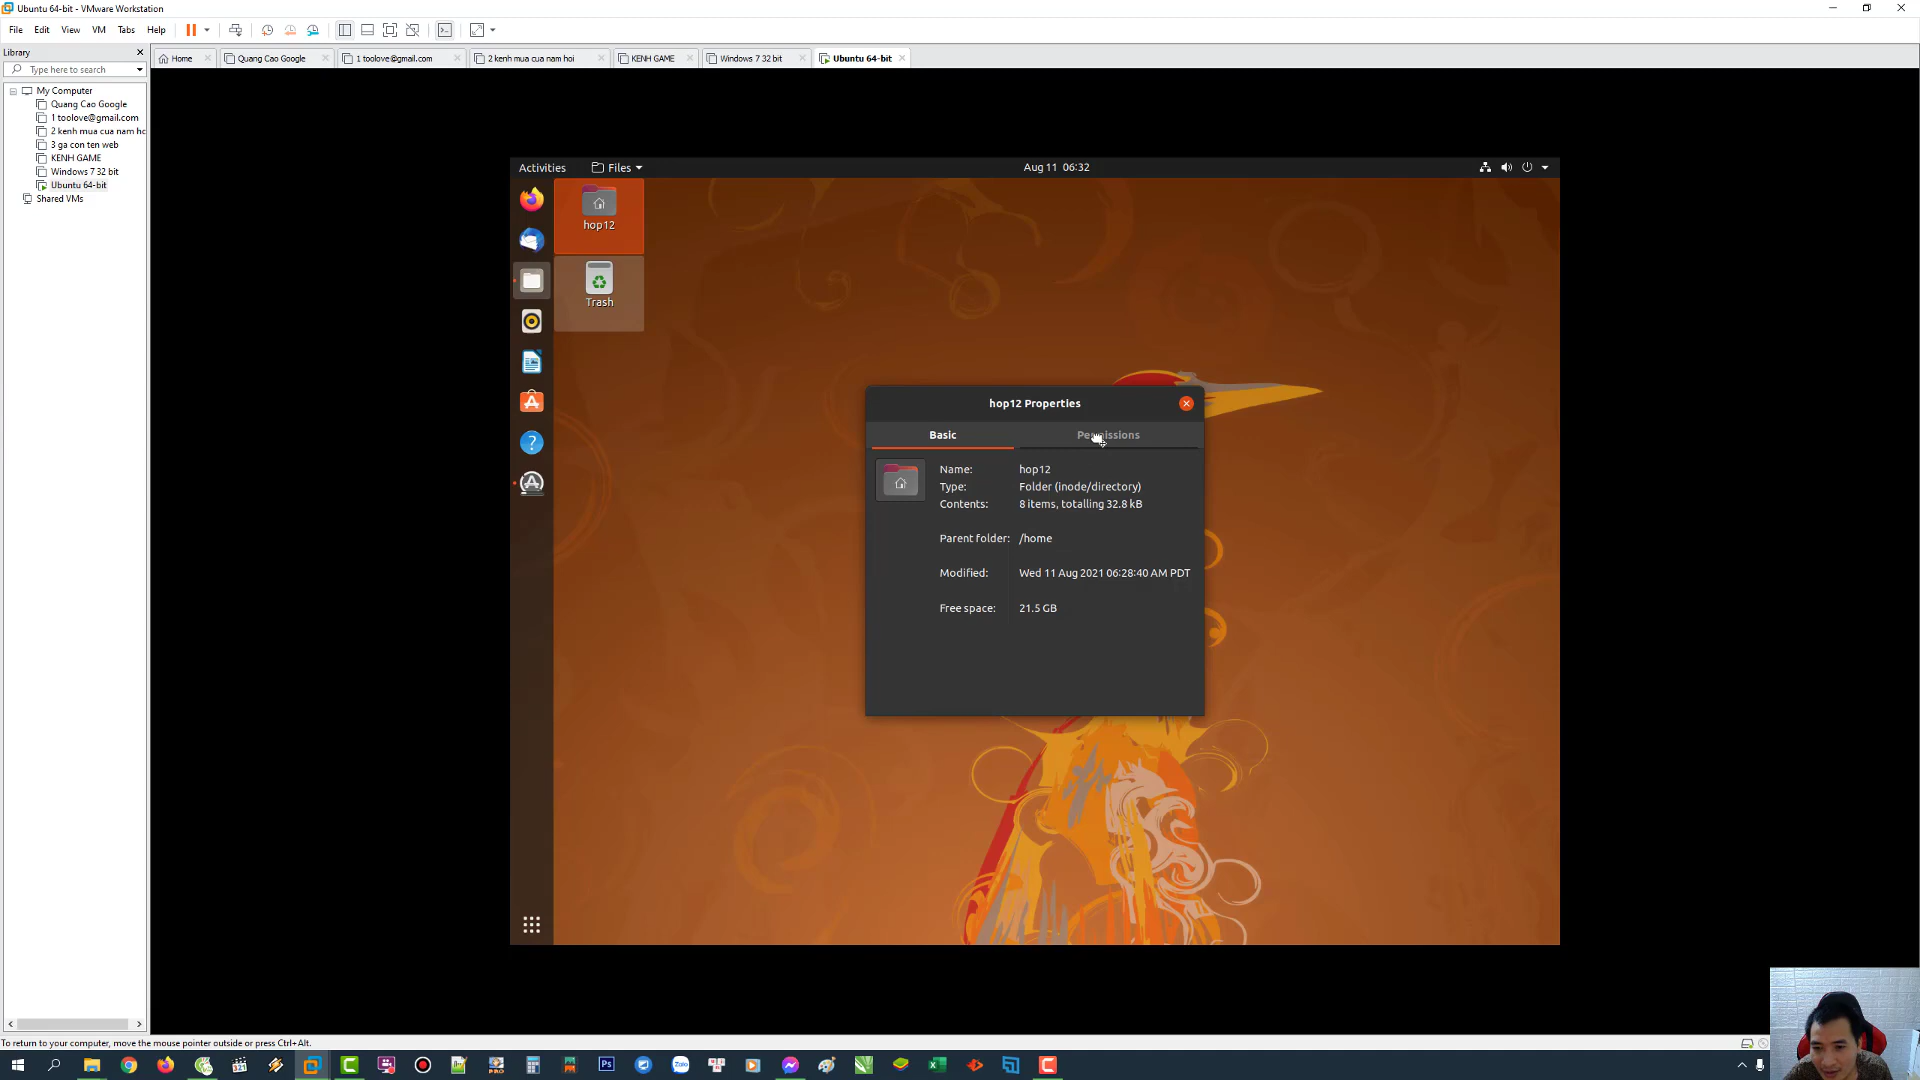 Ubuntu 64-bit - VMware Workstation
File Edit View VM Tabs Help
Library
Type here to search
My Computer
Quang Cao Google
1 toolove@gmail.com
2 kenh mua cua nam ho
3 ga con ten web
KENH GAME
Windows 7 32 bit
Ubuntu 64-bit
Shared VMs
Home Quang Cao Google 1 toolove@gmail.com 2 kenh mua cua nam hoi KENH GAME Windows 7 32 bit Ubuntu 64-bit
Activities Files Aug 11 06:32
hop12
Trash
hop12 Properties
Basic Permissions
Name: hop12
Type: Folder (inode/directory)
Contents: 8 items, totalling 32.8 kB
Parent folder: /home
Modified: Wed 11 Aug 2021 06:28:40 AM PDT
Free space: 21.5 GB
To return to your computer, move the mouse pointer outside or press Ctrl+Alt.